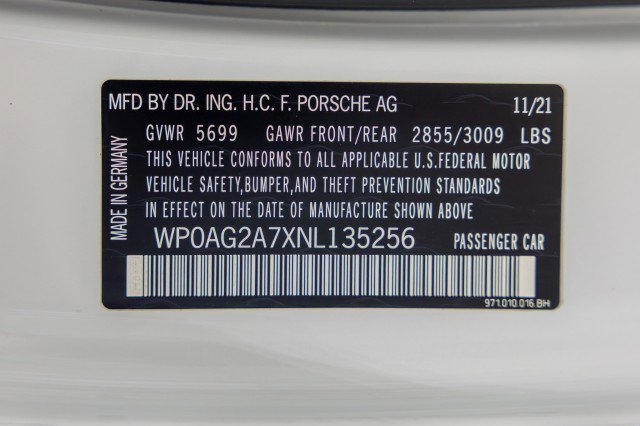 MFD BY DR. ING. H.C. F. PORSCHE AG 11/21
GVWR 5699 GAWR FRONT/REAR 2855/3009 LBS
THIS VEHICLE CONFORMS TO ALL APPLICABLE U.S.FEDERAL MOTOR
VEHICLE SAFETY,BUMPER,AND THEFT PREVENTION STANDARDS
IN EFFECT ON THE DATE OF MANUFACTURE SHOWN ABOVE
WP0AG2A7XNL135256 PASSENGER CAR
971.010.016.BH
MADE IN GERMANY